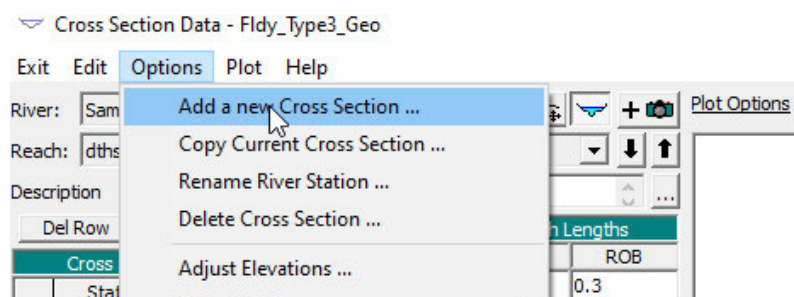 Cross Section Data - Fldy_Type3_Geo
Exit Edit Options Plot Help
River: Sam
Add a new Cross Section ...
Plot Options
Reach: dths
Copy Current Cross Section ...
Rename River Station ...
Description
...
Del Row
Delete Cross Section ...
Lengths
Cross
ROB
Adjust Elevations ...
0.3